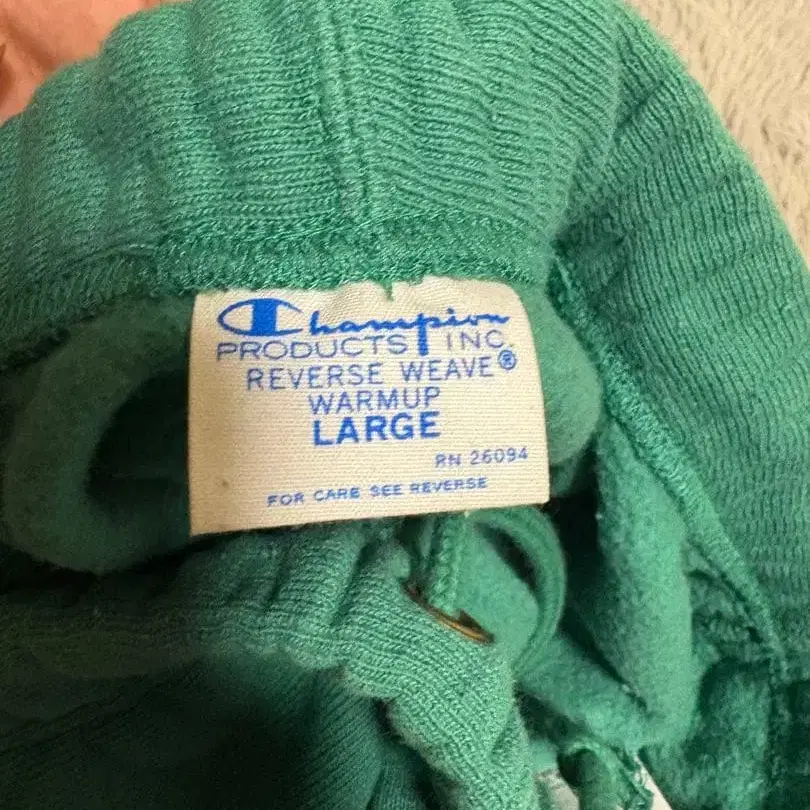 Champion
PRODUCTS INC.
REVERSE WEAVE®
WARMUP
LARGE
RN 26094
FOR CARE SEE REVERSE